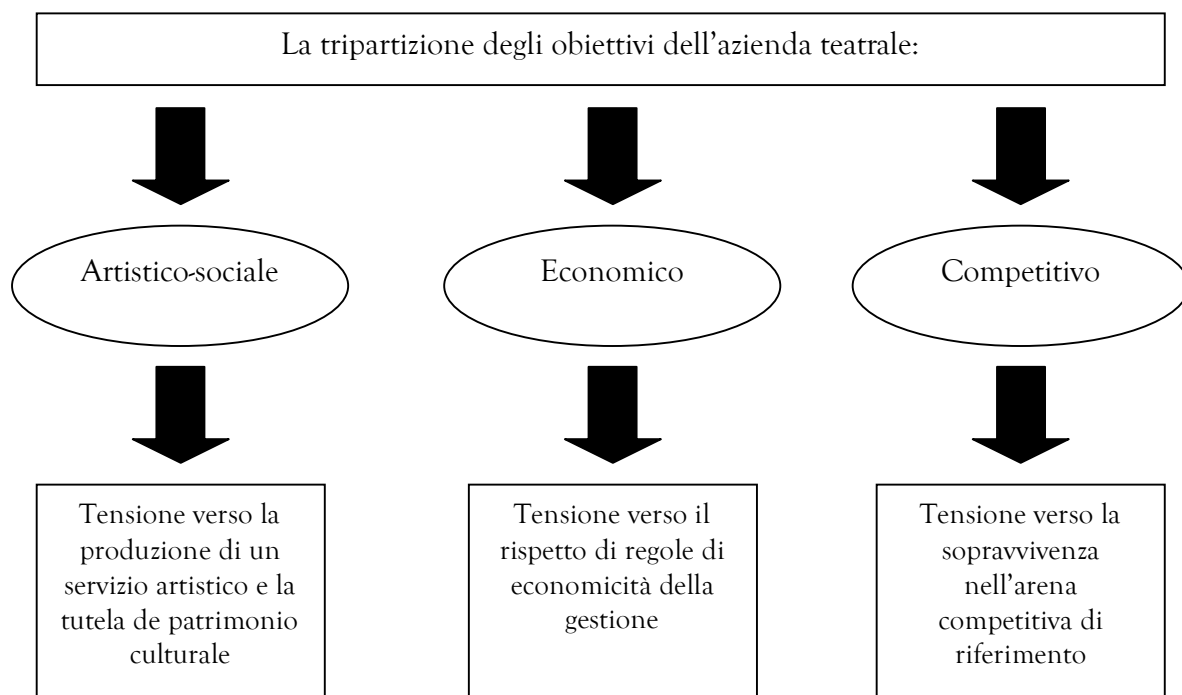 La tripartizione degli obiettivi dell'azienda teatrale:
Artistico-sociale
Economico
Competitivo
Tensione verso la
produzione di un
servizio artistico e la
tutela de patrimonio
culturale
Tensione verso il
rispetto di regole di
economicità della
gestione
Tensione verso la
sopravvivenza
nell'arena
competitiva di
riferimento